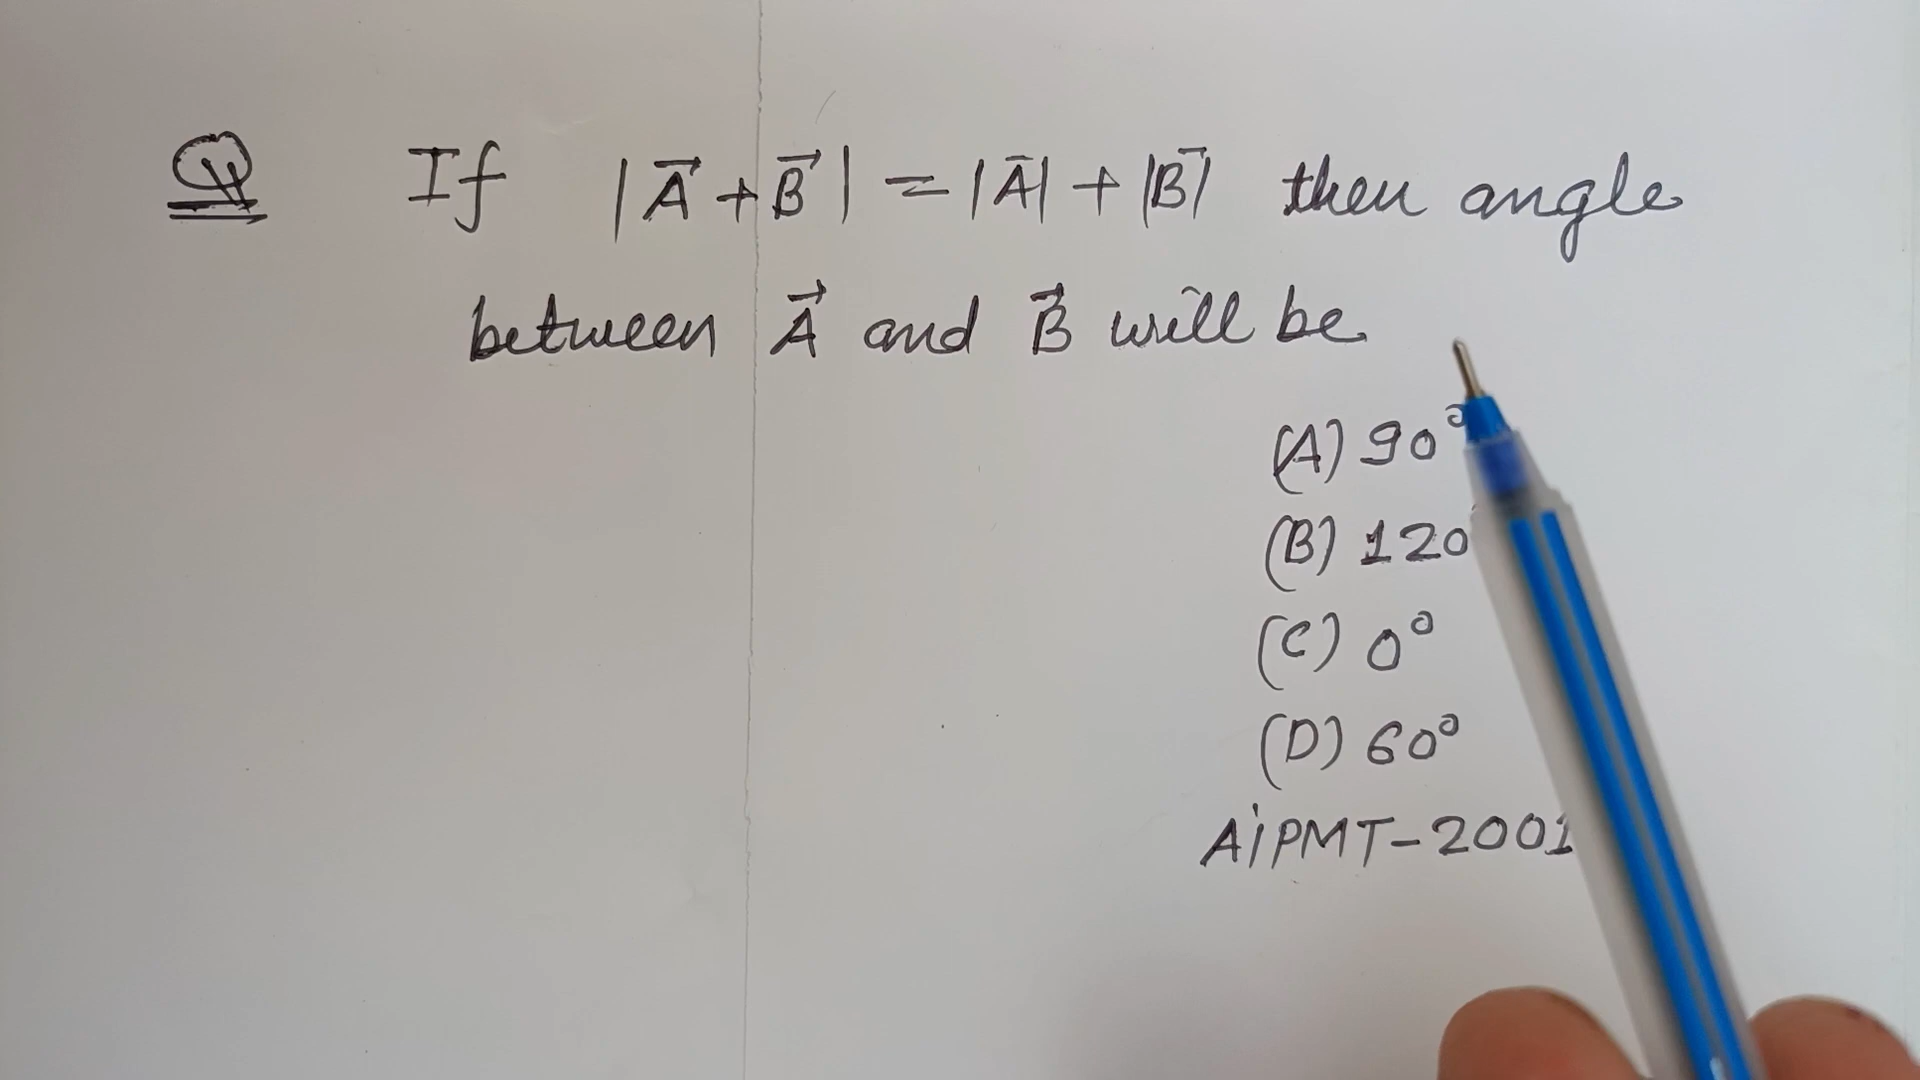 Q If |A⃗ + B⃗| = |A̅| + |B̅| then angle
between A⃗ and B⃗ will be
(A) 90°
(B) 120
(C) 0°
(D) 60°
AiPMT-2001